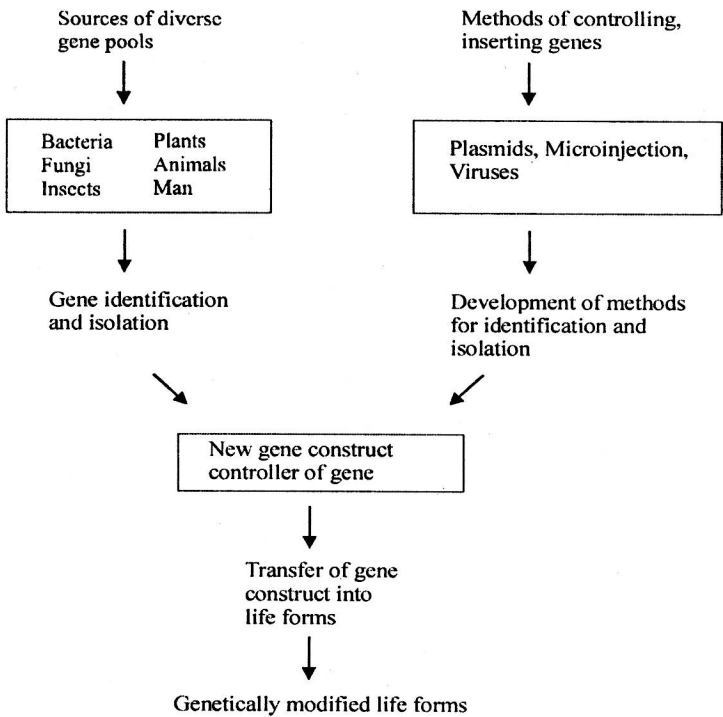 Sources of diverse
gene pools
Methods of controlling,
inserting genes
Bacteria Plants
Fungi Animals
Insects Man
Plasmids, Microinjection,
Viruses
Gene identification
and isolation
Development of methods
for identification and
isolation
New gene construct
controller of gene
Transfer of gene
construct into
life forms
Genetically modified life forms